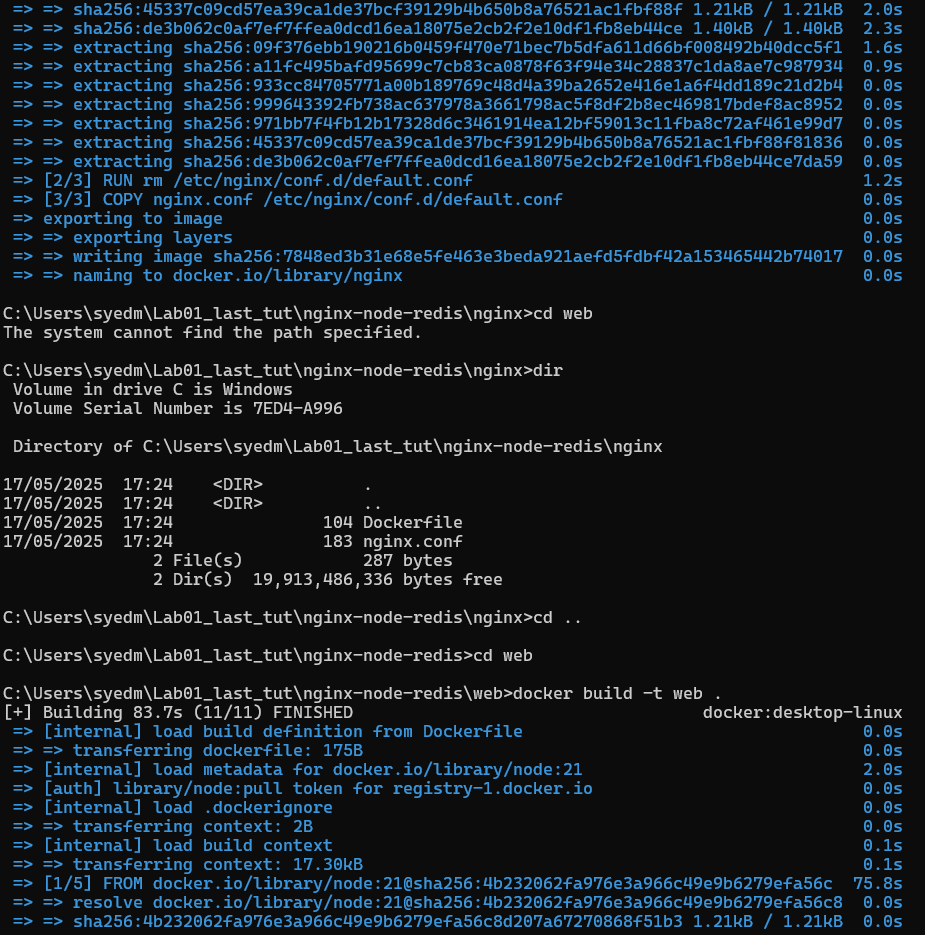 => => sha256:45337c09cd57ea39ca1de37bcf39129b4b650b8a76521ac1fbf88f 1.21kB / 1.21kB 2.0s
=> => sha256:de3b062c0af7ef7ffea0dcd16ea18075e2cb2f2e10df1fb8eb44ce 1.40kB / 1.40kB 2.3s
=> => extracting sha256:09f376ebb190216b0459f470e71bec7b5dfa611d66bf008492b40dcc5f1 1.6s
=> => extracting sha256:a11fc495bafd95699c7cb83ca0878f63f94e34c28837c1da8ae7c987934 0.9s
=> => extracting sha256:933cc84705771a00b189769c48d4a39ba2652e416e1a6f4dd189c21d2b4 0.0s
=> => extracting sha256:999643392fb738ac637978a3661798ac5f8df2b8ec469817bdef8ac8952 0.0s
=> => extracting sha256:971bb7f4fb12b17328d6c3461914ea12bf59013c11fba8c72af461e99d7 0.0s
=> => extracting sha256:45337c09cd57ea39ca1de37bcf39129b4b650b8a76521ac1fbf88f81836 0.0s
=> => extracting sha256:de3b062c0af7ef7ffea0dcd16ea18075e2cb2f2e10df1fb8eb44ce7da59 0.0s
=> [2/3] RUN rm /etc/nginx/conf.d/default.conf 1.2s
=> [3/3] COPY nginx.conf /etc/nginx/conf.d/default.conf 0.0s
=> exporting to image 0.0s
=> => exporting layers 0.0s
=> => writing image sha256:7848ed3b31e68e5fe463e3beda921aefd5fdbf42a153465442b74017 0.0s
=> => naming to docker.io/library/nginx 0.0s
C:\Users\syedm\Lab01_last_tut\nginx-node-redis\nginx>cd web
The system cannot find the path specified.
C:\Users\syedm\Lab01_last_tut\nginx-node-redis\nginx>dir
Volume in drive C is Windows
Volume Serial Number is 7ED4-A996
Directory of C:\Users\syedm\Lab01_last_tut\nginx-node-redis\nginx
17/05/2025 17:24 <DIR> .
17/05/2025 17:24 <DIR> ..
17/05/2025 17:24 104 Dockerfile
17/05/2025 17:24 183 nginx.conf
2 File(s) 287 bytes
2 Dir(s) 19,913,486,336 bytes free
C:\Users\syedm\Lab01_last_tut\nginx-node-redis\nginx>cd ..
C:\Users\syedm\Lab01_last_tut\nginx-node-redis>cd web
C:\Users\syedm\Lab01_last_tut\nginx-node-redis\web>docker build -t web .
[+] Building 83.7s (11/11) FINISHED docker:desktop-linux
=> [internal] load build definition from Dockerfile 0.0s
=> => transferring dockerfile: 175B 0.0s
=> [internal] load metadata for docker.io/library/node:21 2.0s
=> [auth] library/node:pull token for registry-1.docker.io 0.0s
=> [internal] load .dockerignore 0.0s
=> => transferring context: 2B 0.0s
=> [internal] load build context 0.1s
=> => transferring context: 17.30kB 0.1s
=> [1/5] FROM docker.io/library/node:21@sha256:4b232062fa976e3a966c49e9b6279efa56c 75.8s
=> => resolve docker.io/library/node:21@sha256:4b232062fa976e3a966c49e9b6279efa56c8 0.0s
=> => sha256:4b232062fa976e3a966c49e9b6279efa56c8d207a67270868f51b3 1.21kB / 1.21kB 0.0s